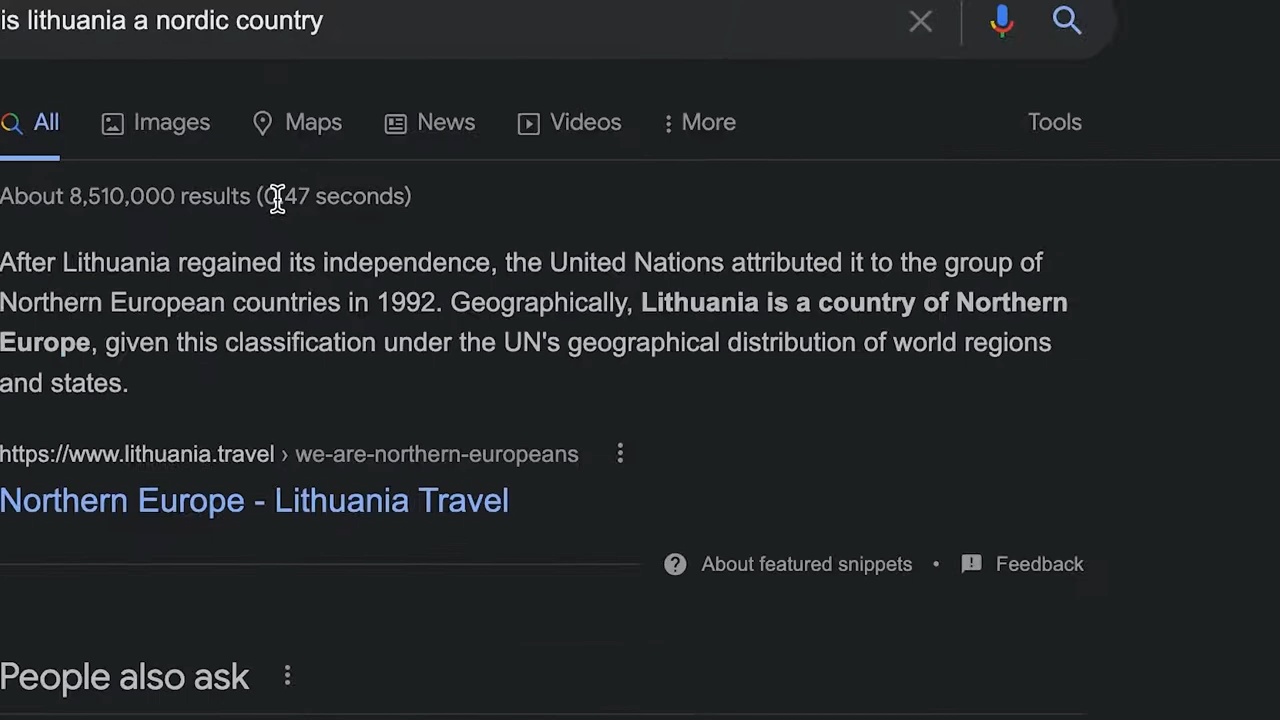 is lithuania a nordic country
All Images Maps News Videos More Tools
About 8,510,000 results (0.47 seconds)
After Lithuania regained its independence, the United Nations attributed it to the group of
Northern European countries in 1992. Geographically, Lithuania is a country of Northern
Europe, given this classification under the UN's geographical distribution of world regions
and states.
https://www.lithuania.travel › we-are-northern-europeans
Northern Europe - Lithuania Travel
About featured snippets • Feedback
People also ask